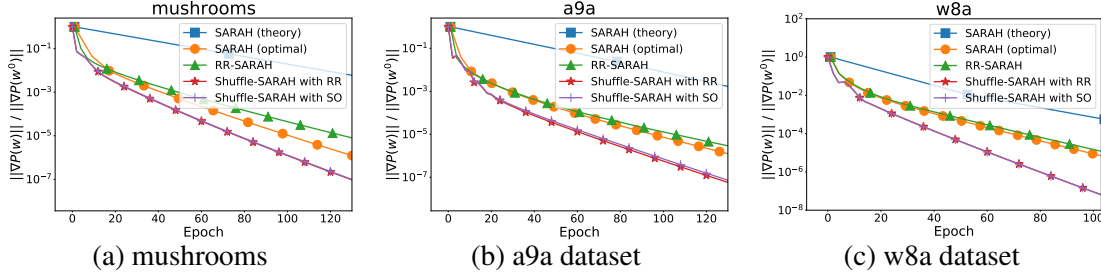 mushrooms
||∇P(w)|| / ||∇P(w⁰)||
10⁻¹
10⁻³
10⁻⁵
10⁻⁷
SARAH (theory)
SARAH (optimal)
RR-SARAH
Shuffle-SARAH with RR
Shuffle-SARAH with SO
0 20 40 60 80 100 120
Epoch
(a) mushrooms
a9a
||∇P(w)|| / ||∇P(w⁰)||
10⁻¹
10⁻³
10⁻⁵
10⁻⁷
SARAH (theory)
SARAH (optimal)
RR-SARAH
Shuffle-SARAH with RR
Shuffle-SARAH with SO
0 20 40 60 80 100 120
Epoch
(b) a9a dataset
w8a
||∇P(w)|| / ||∇P(w⁰)||
10²
10⁰
10⁻²
10⁻⁴
10⁻⁶
10⁻⁸
SARAH (theory)
SARAH (optimal)
RR-SARAH
Shuffle-SARAH with RR
Shuffle-SARAH with SO
0 20 40 60 80 100
Epoch
(c) w8a dataset